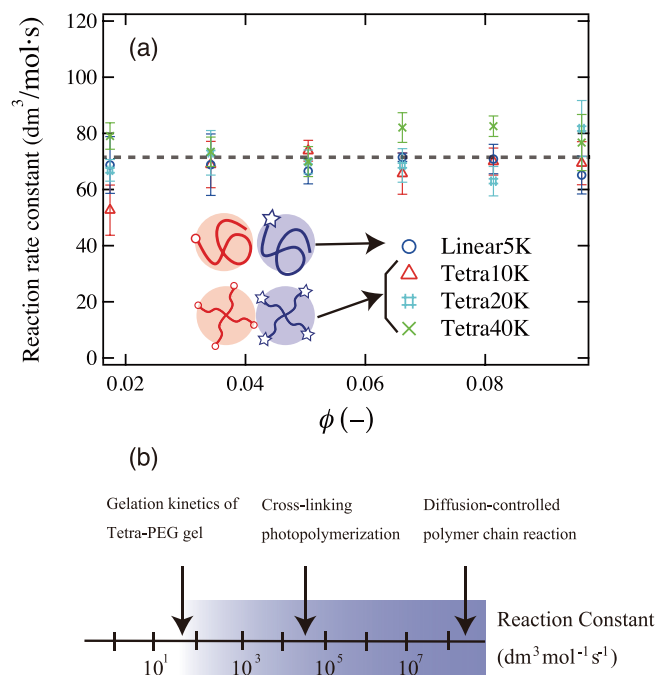 (a)
Reaction rate constant (dm³/mol·s)
120
100
80
60
40
20
0
Linear5K
Tetra10K
Tetra20K
Tetra40K
0.02 0.04 0.06 0.08
ϕ (−)
(b)
Gelation kinetics of
Tetra-PEG gel
Cross-linking
photopolymerization
Diffusion-controlled
polymer chain reaction
10¹ 10³ 10⁵ 10⁷
Reaction Constant
(dm³ mol⁻¹ s⁻¹)